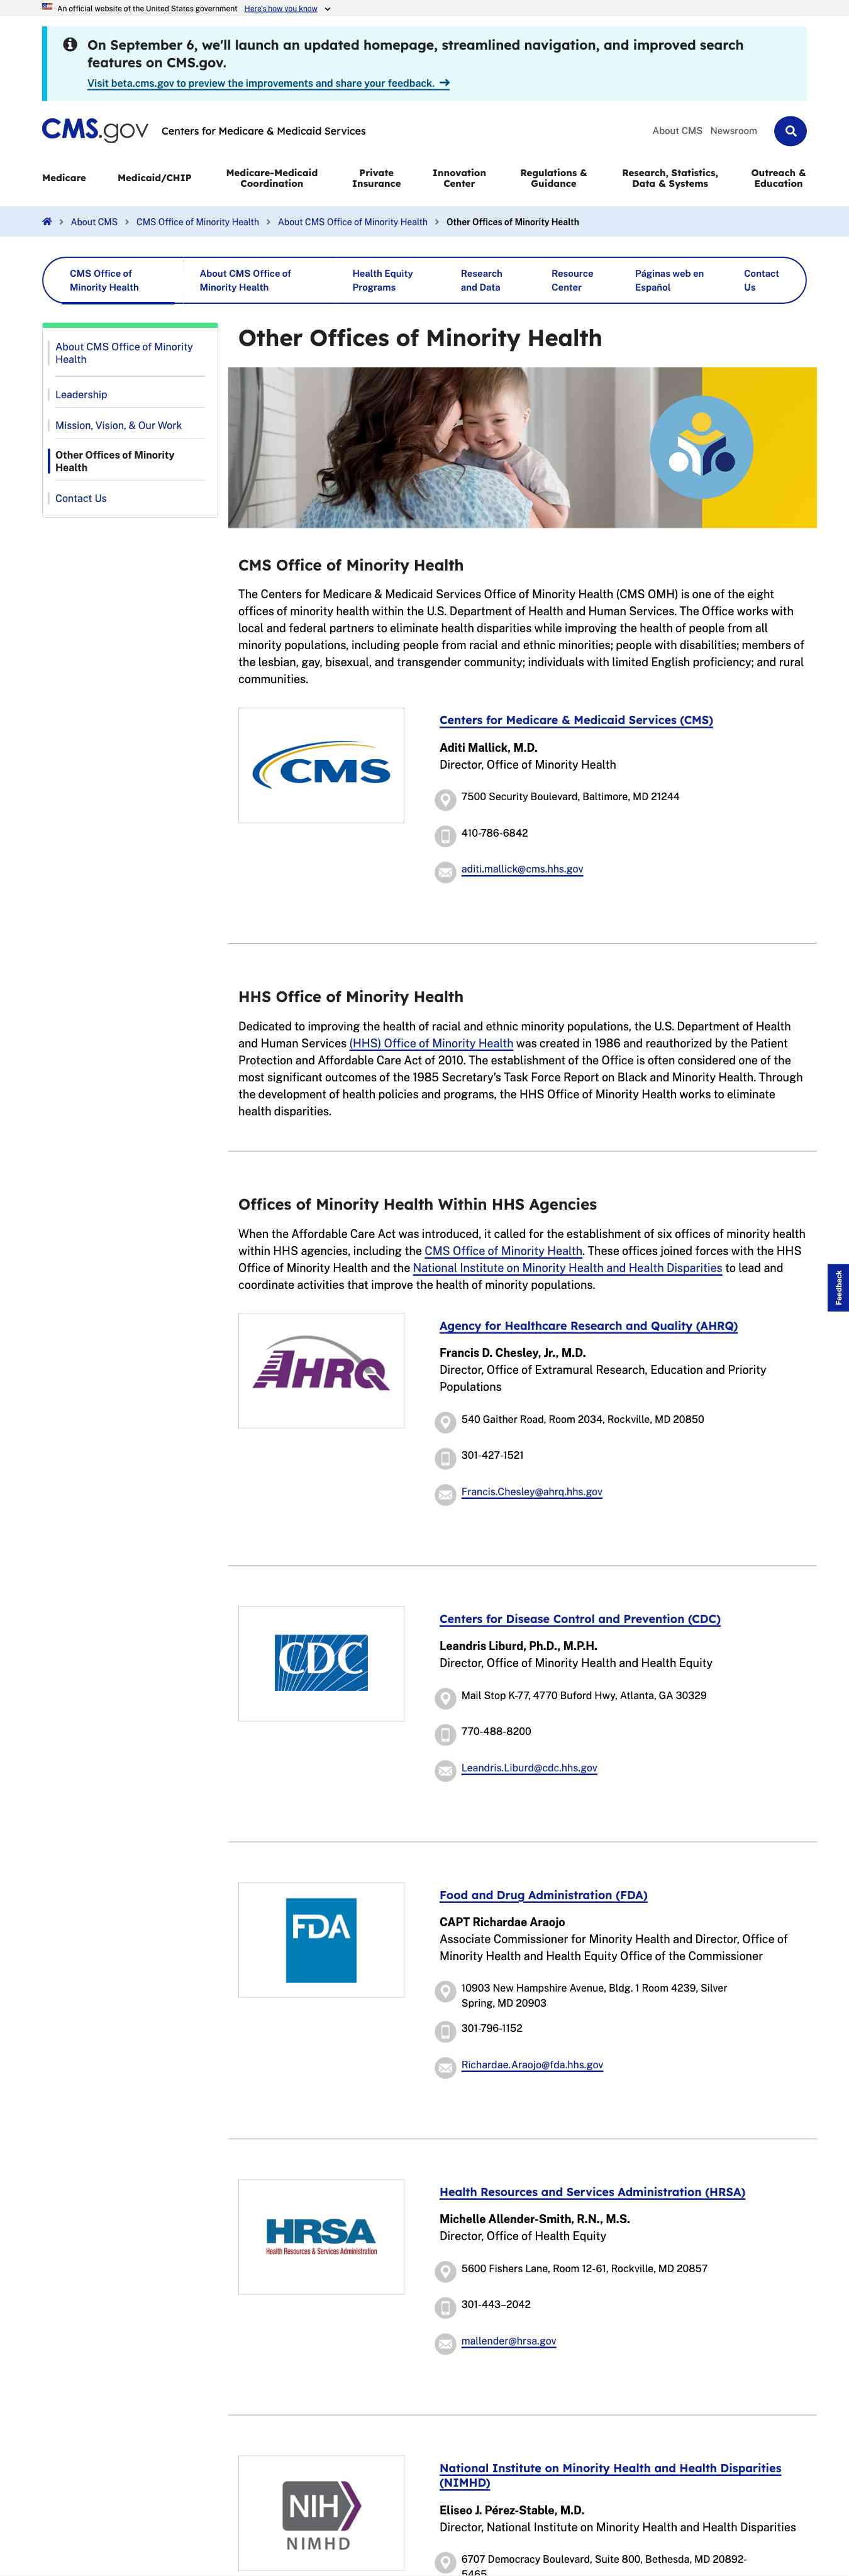 An official website of the United States government Here's how you know
On September 6, we'll launch an updated homepage, streamlined navigation, and improved search
features on CMS.gov.
Visit beta.cms.gov to preview the improvements and share your feedback.
CMS.gov Centers for Medicare & Medicaid Services
About CMS Newsroom
Medicare
Medicaid/CHIP
Medicare-Medicaid
Coordination
Private
Insurance
Innovation
Center
Regulations &
Guidance
Research, Statistics,
Data & Systems
Outreach &
Education
About CMS > CMS Office of Minority Health > About CMS Office of Minority Health > Other Offices of Minority Health
CMS Office of
Minority Health
About CMS Office of
Minority Health
Health Equity
Programs
Research
and Data
Resource
Center
Páginas web en
Español
Contact
Us
About CMS Office of Minority
Health
Leadership
Mission, Vision, & Our Work
Other Offices of Minority
Health
Contact Us
Other Offices of Minority Health
CMS Office of Minority Health
The Centers for Medicare & Medicaid Services Office of Minority Health (CMS OMH) is one of the eight
offices of minority health within the U.S. Department of Health and Human Services. The Office works with
local and federal partners to eliminate health disparities while improving the health of people from all
minority populations, including people from racial and ethnic minorities; people with disabilities; members of
the lesbian, gay, bisexual, and transgender community; individuals with limited English proficiency; and rural
communities.
CMS
Centers for Medicare & Medicaid Services (CMS)
Aditi Mallick, M.D.
Director, Office of Minority Health
7500 Security Boulevard, Baltimore, MD 21244
410-786-6842
aditi.mallick@cms.hhs.gov
HHS Office of Minority Health
Dedicated to improving the health of racial and ethnic minority populations, the U.S. Department of Health
and Human Services (HHS) Office of Minority Health was created in 1986 and reauthorized by the Patient
Protection and Affordable Care Act of 2010. The establishment of the Office is often considered one of the
most significant outcomes of the 1985 Secretary's Task Force Report on Black and Minority Health. Through
the development of health policies and programs, the HHS Office of Minority Health works to eliminate
health disparities.
Offices of Minority Health Within HHS Agencies
When the Affordable Care Act was introduced, it called for the establishment of six offices of minority health
within HHS agencies, including the CMS Office of Minority Health. These offices joined forces with the HHS
Office of Minority Health and the National Institute on Minority Health and Health Disparities to lead and
coordinate activities that improve the health of minority populations.
Feedback
AHRQ
Agency for Healthcare Research and Quality (AHRQ)
Francis D. Chesley, Jr., M.D.
Director, Office of Extramural Research, Education and Priority
Populations
540 Gaither Road, Room 2034, Rockville, MD 20850
301-427-1521
Francis.Chesley@ahrq.hhs.gov
CDC
Centers for Disease Control and Prevention (CDC)
Leandris Liburd, Ph.D., M.P.H.
Director, Office of Minority Health and Health Equity
Mail Stop K-77, 4770 Buford Hwy, Atlanta, GA 30329
770-488-8200
Leandris.Liburd@cdc.hhs.gov
FDA
Food and Drug Administration (FDA)
CAPT Richardae Araojo
Associate Commissioner for Minority Health and Director, Office of
Minority Health and Health Equity Office of the Commissioner
10903 New Hampshire Avenue, Bldg. 1 Room 4239, Silver
Spring, MD 20903
301-796-1152
Richardae.Araojo@fda.hhs.gov
HRSA
Health Resources & Services Administration
Health Resources and Services Administration (HRSA)
Michelle Allender-Smith, R.N., M.S.
Director, Office of Health Equity
5600 Fishers Lane, Room 12-61, Rockville, MD 20857
301-443–2042
mallender@hrsa.gov
NIH
NIMHD
National Institute on Minority Health and Health Disparities
(NIMHD)
Eliseo J. Pérez-Stable, M.D.
Director, National Institute on Minority Health and Health Disparities
6707 Democracy Boulevard, Suite 800, Bethesda, MD 20892-
5465